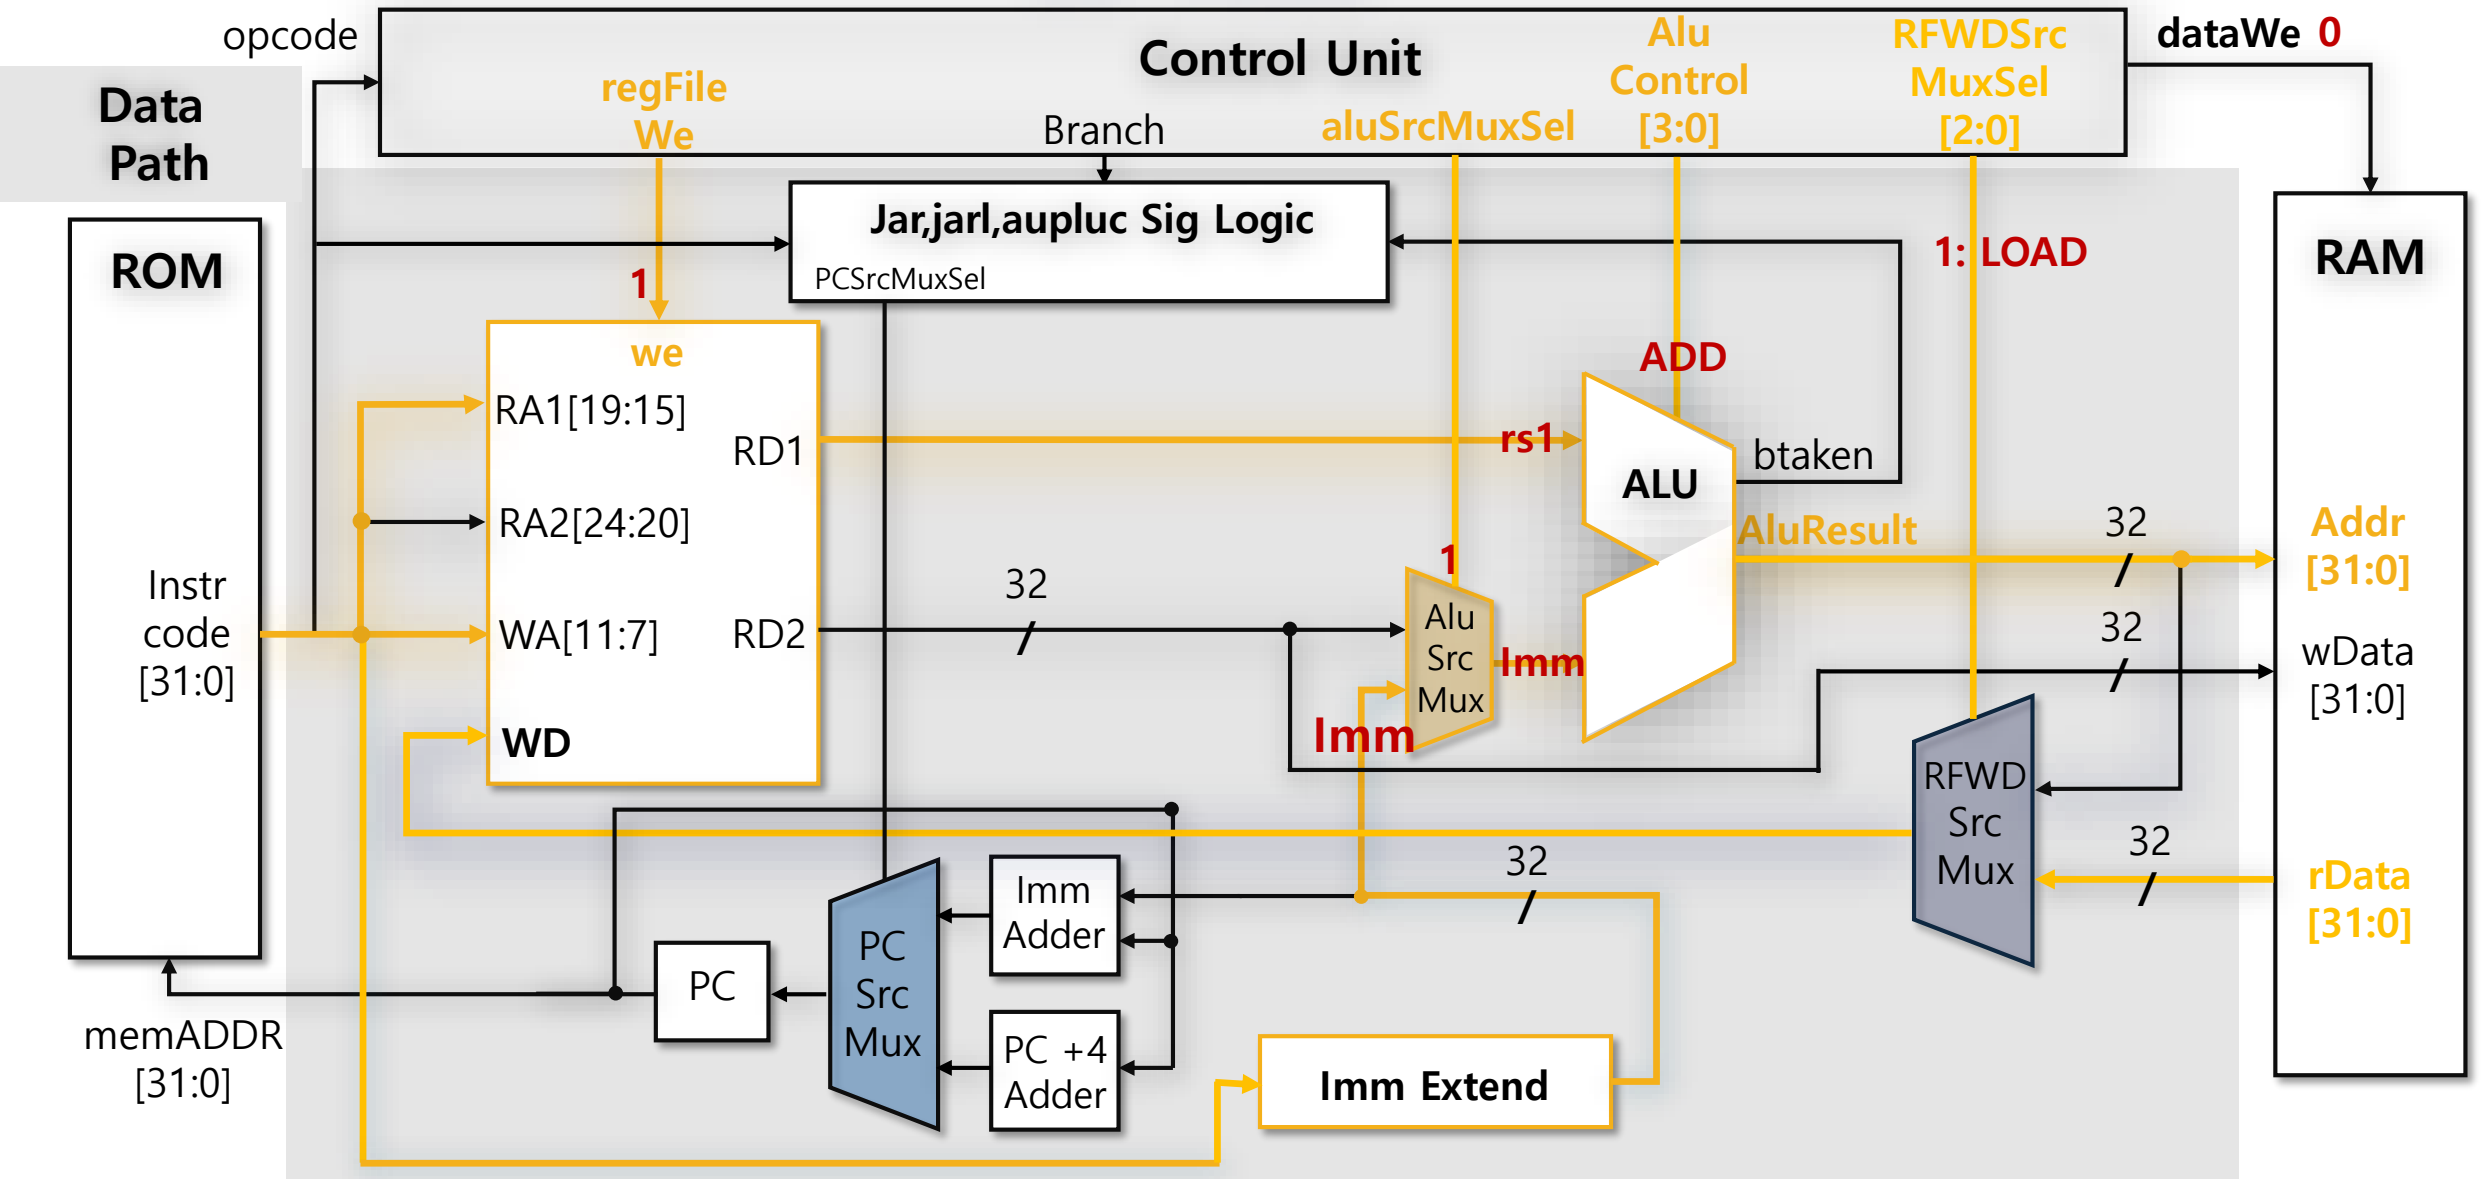 opcode
Control Unit
regFile
We
Branch
aluSrcMuxSel
Alu
Control
[3:0]
RFWDSrc
MuxSel
[2:0]
dataWe 0
Data
Path
Jar,jarl,aupluc Sig Logic
PCSrcMuxSel
1
1: LOAD
ROM
Instr
code
[31:0]
we
RA1[19:15]
RA2[24:20]
WA[11:7]
WD
RD1
RD2
32
rs1
ADD
ALU
btaken
AluResult
1
Alu
Src
Mux
Imm
Imm
32
32
RAM
Addr
[31:0]
wData
[31:0]
rData
[31:0]
RFWD
Src
Mux
32
32
Imm
Adder
PC
Src
Mux
PC
PC +4
Adder
Imm Extend
memADDR
[31:0]